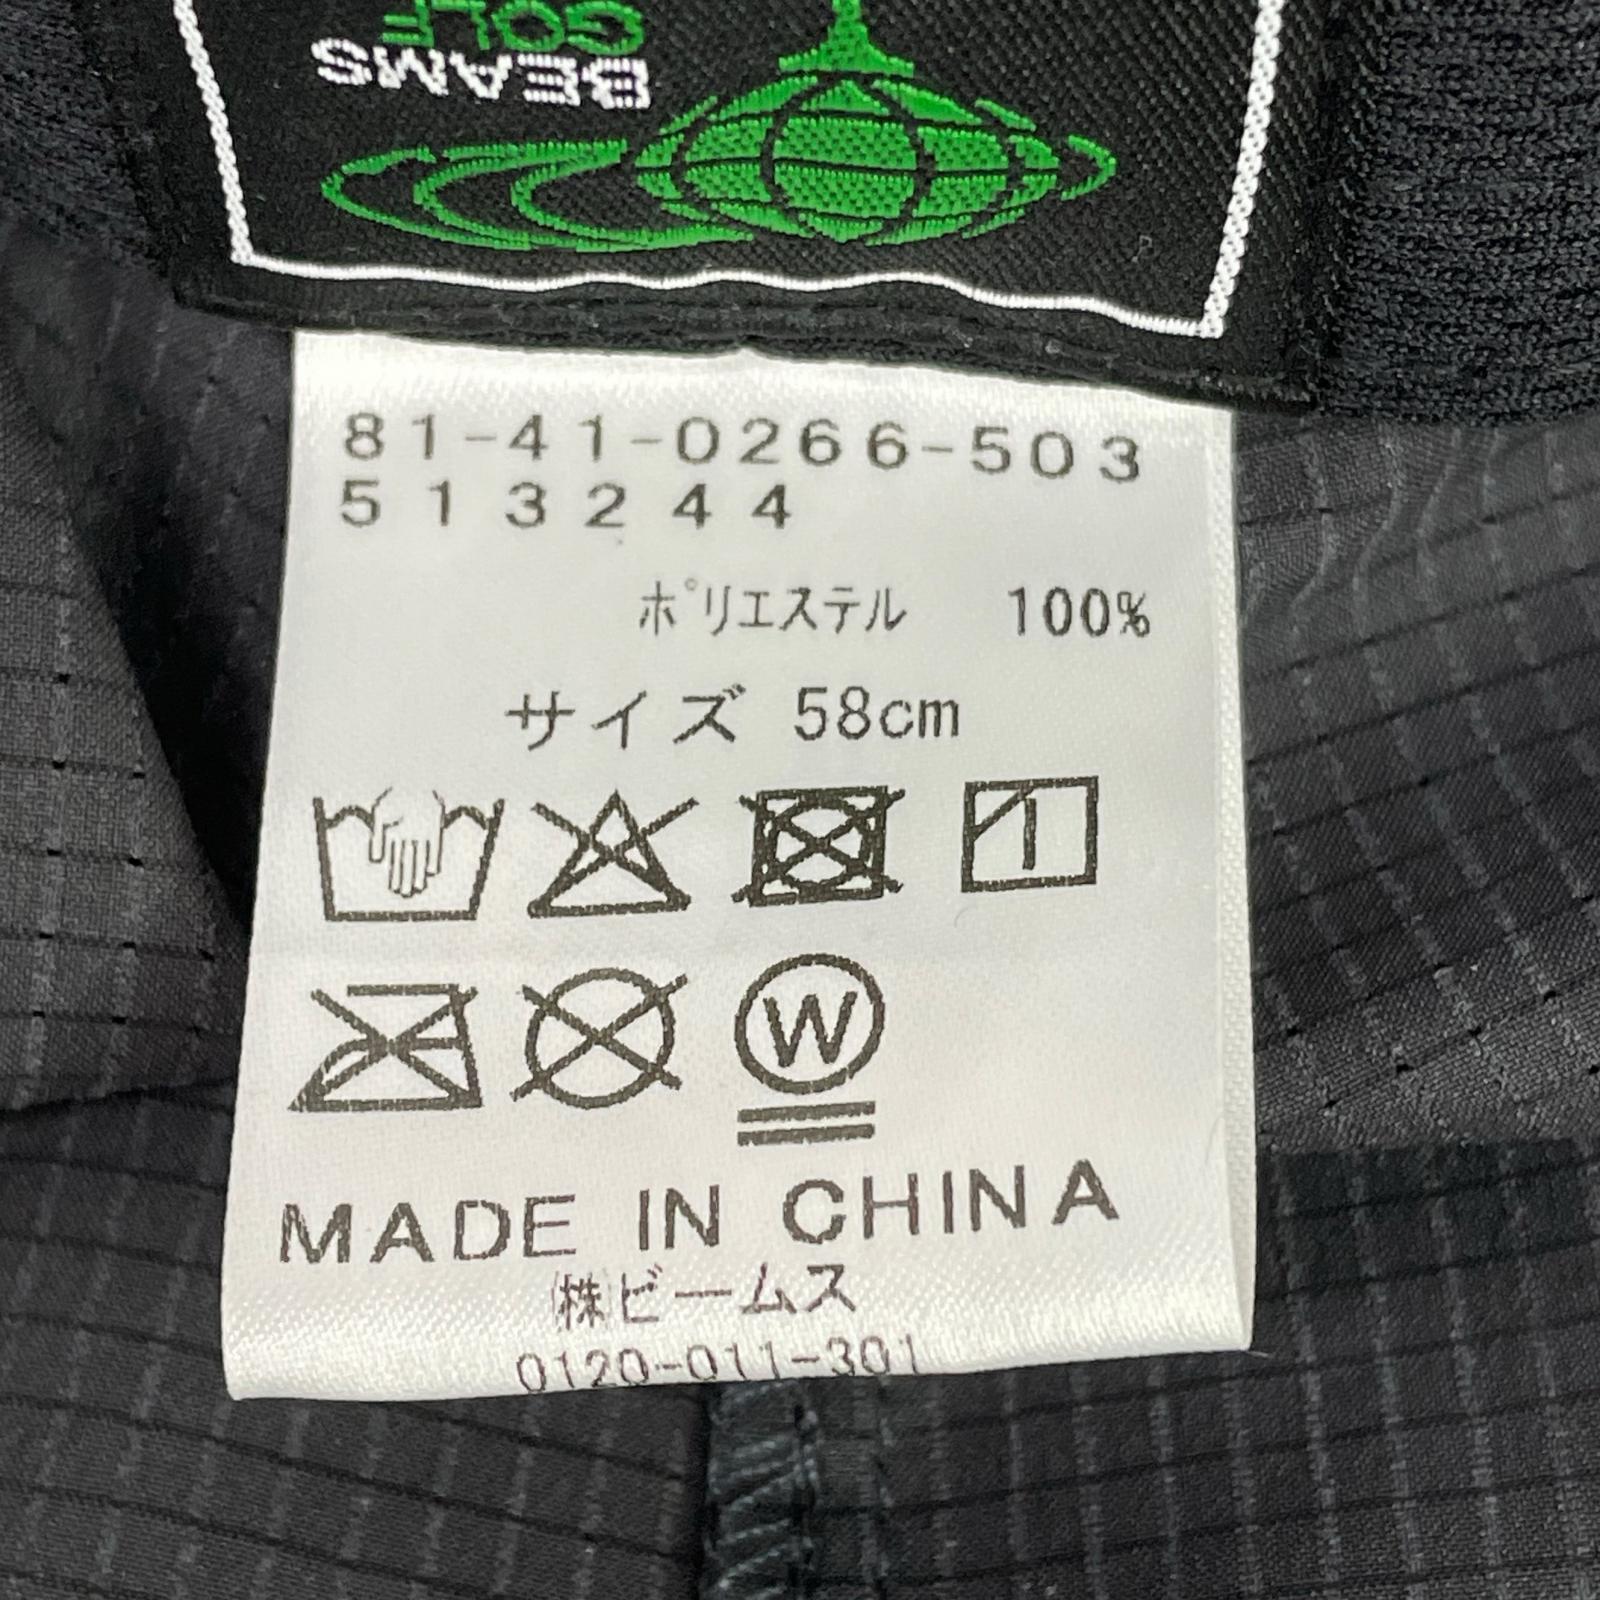 BEAMS
GOLF
81-41-0266-503
513244
ポリエステル 100%
サイズ 58cm
W
MADE IN CHINA
㈱ビームス
0120-011-301